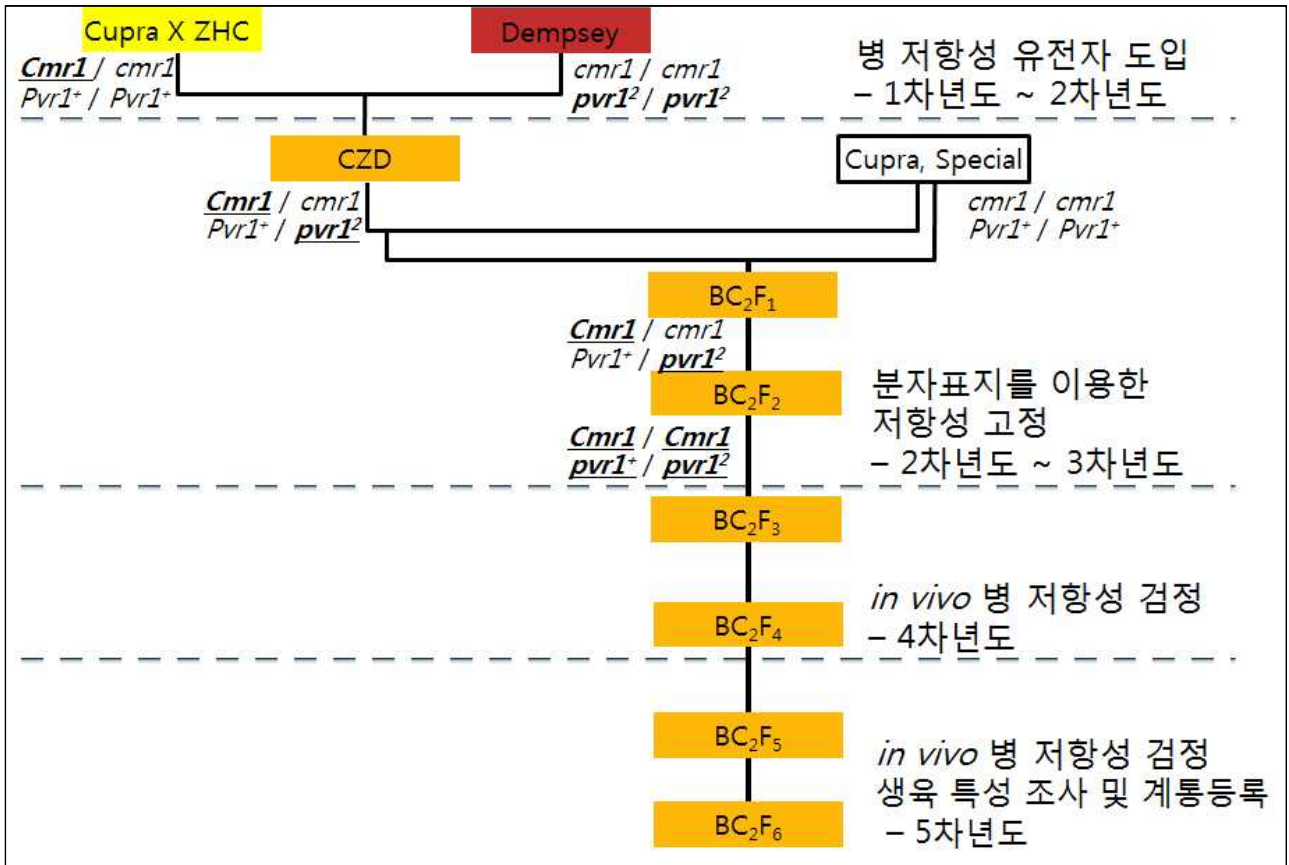 Cupra X ZHC
Dempsey
Cmr1 / cmr1
Pvr1⁺ / Pvr1⁺
cmr1 / cmr1
pvr1² / pvr1²
병 저항성 유전자 도입
– 1차년도 ~ 2차년도
CZD
Cupra, Special
Cmr1 / cmr1
Pvr1⁺ / pvr1²
cmr1 / cmr1
Pvr1⁺ / Pvr1⁺
BC₂F₁
Cmr1 / cmr1
Pvr1⁺ / pvr1²
BC₂F₂
Cmr1 / Cmr1
pvr1⁺ / pvr1²
분자표지를 이용한
저항성 고정
– 2차년도 ~ 3차년도
BC₂F₃
BC₂F₄
in vivo 병 저항성 검정
– 4차년도
BC₂F₅
BC₂F₆
in vivo 병 저항성 검정
생육 특성 조사 및 계통등록
– 5차년도